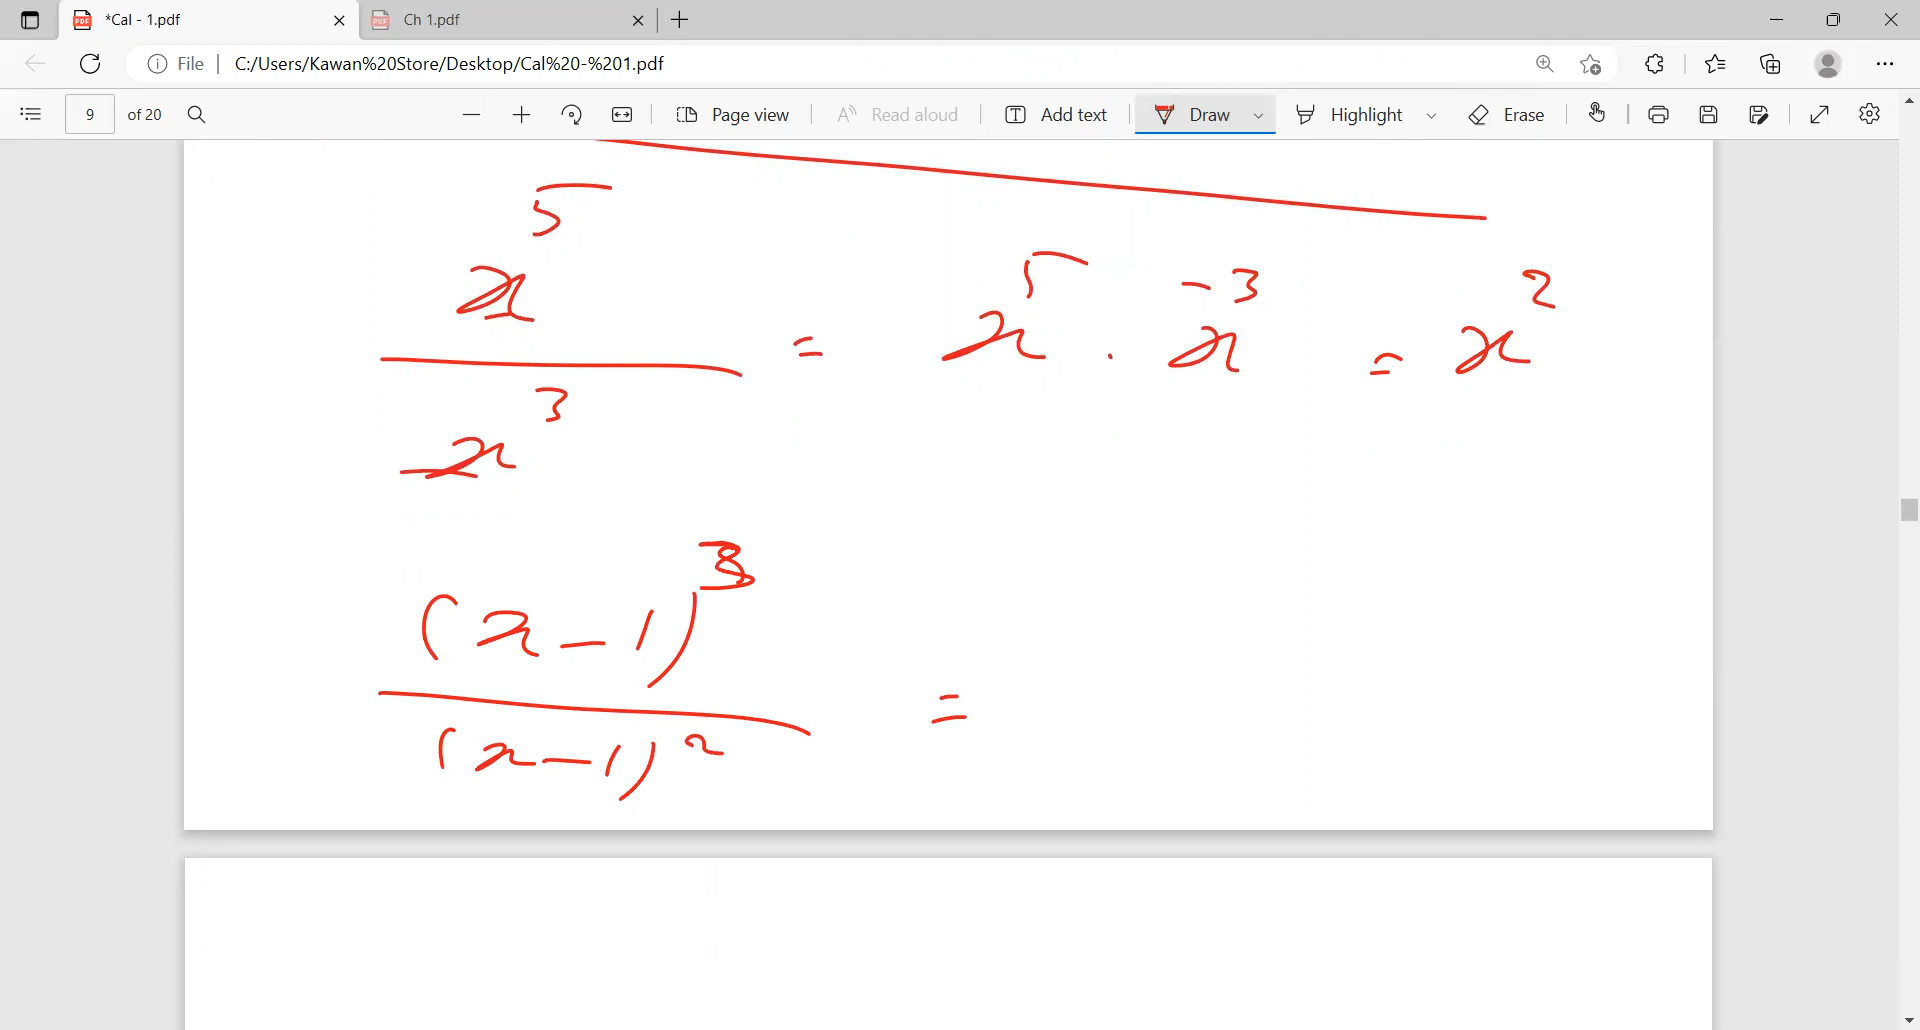 *Cal - 1.pdf
Ch 1.pdf
File C:/Users/Kawan%20Store/Desktop/Cal%20-%201.pdf
9 of 20 Page view Read aloud Add text Draw Highlight Erase
x^5 / x^3 = x^5 . x^-3 = x^2
(x-1)^3 / (x-1)^2 =